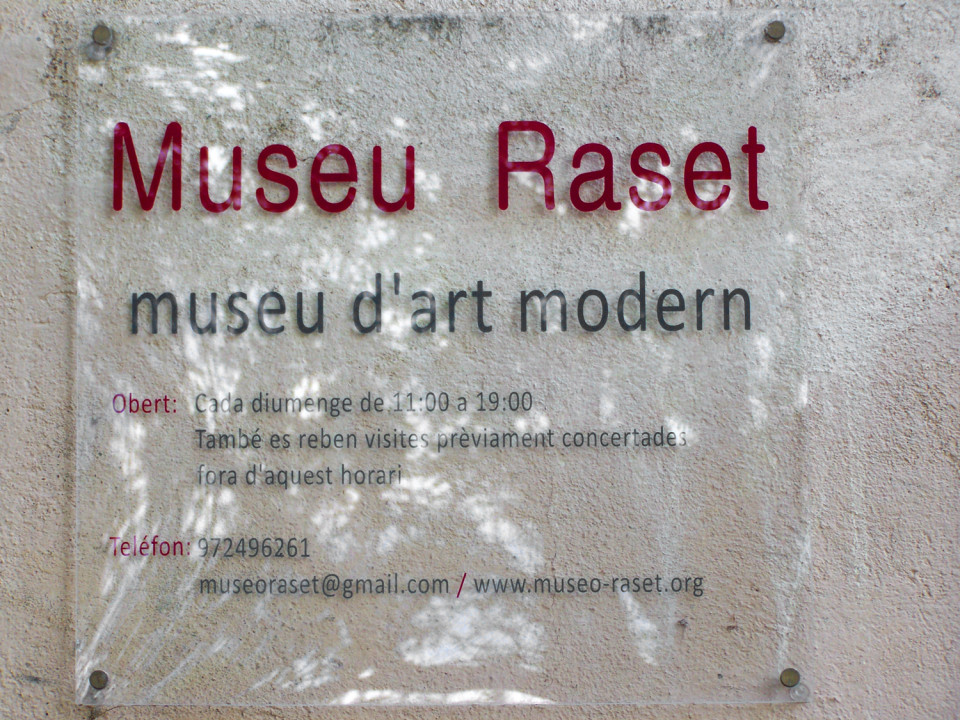 Museu Raset
museu d'art modern
Obert: Cada diumenge de 11:00 a 19:00
També es reben visites prèviament concertades
fora d'aquest horari
Teléfon: 972496261
museoraset@gmail.com / www.museo-raset.org